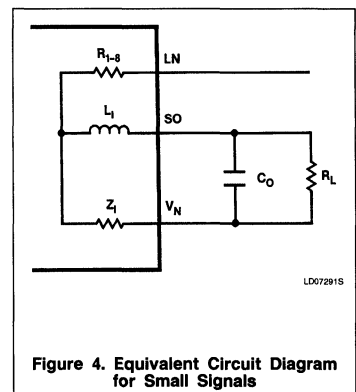 R1-8
LN
LI
SO
ZI
VN
CO
RL
LD07291S
Figure 4. Equivalent Circuit Diagram
for Small Signals